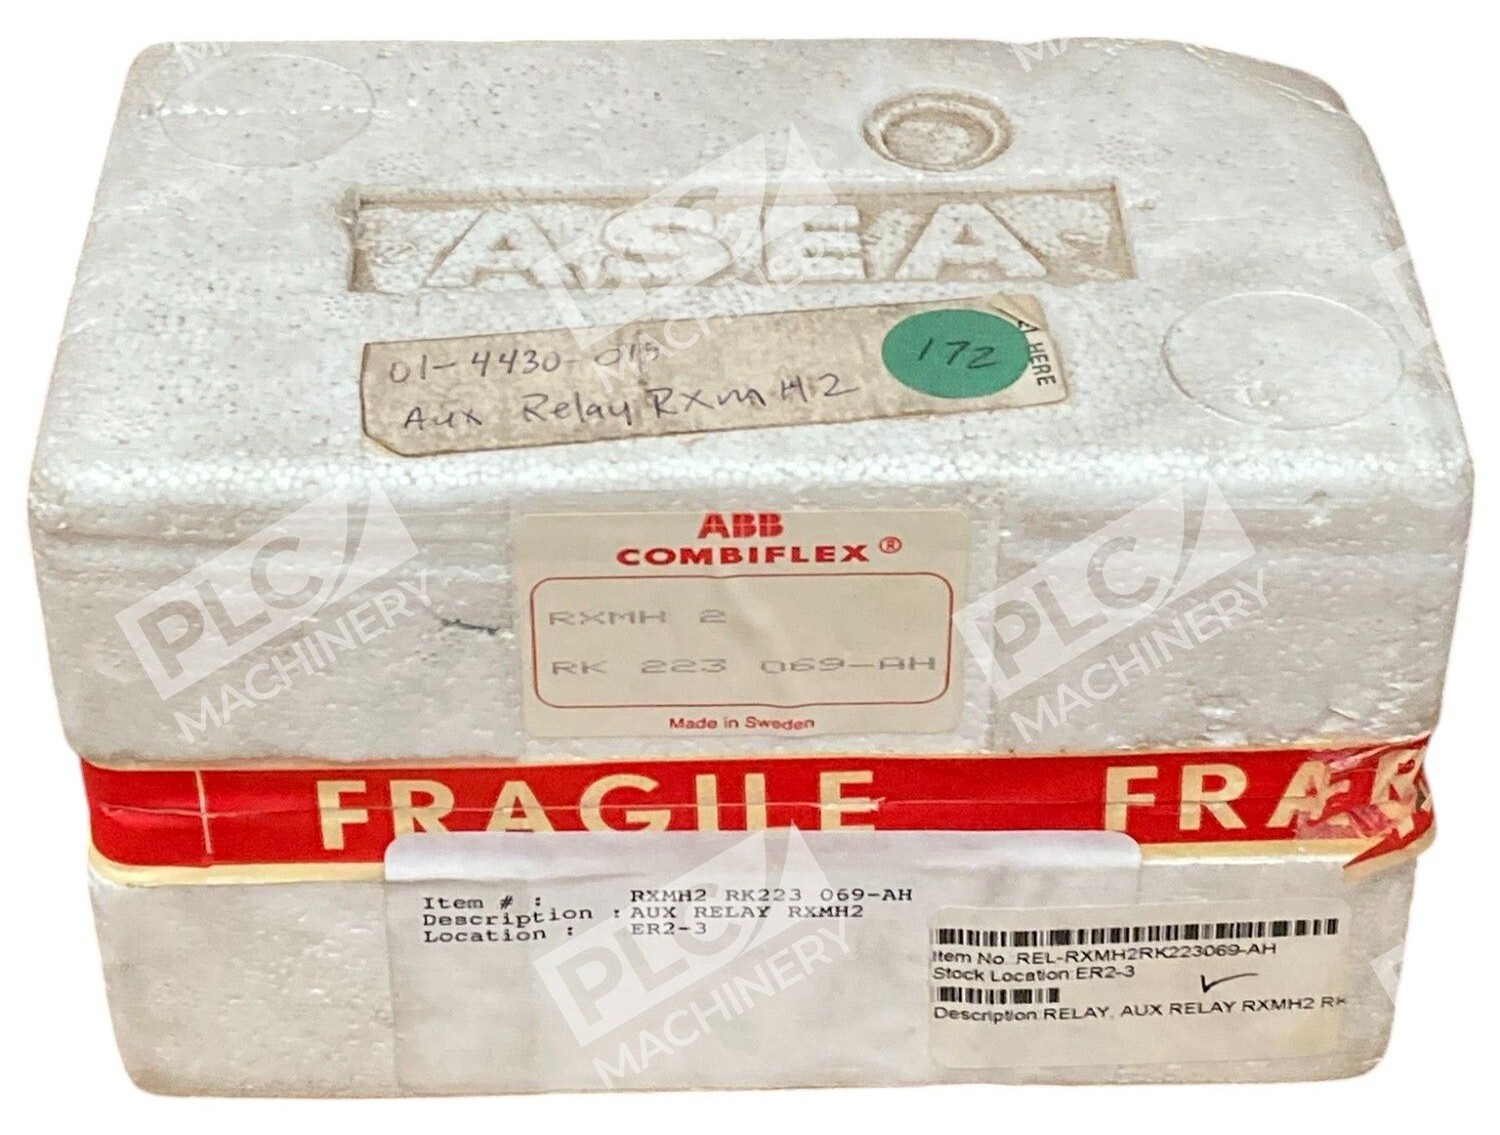 ASEA
01-4430-015
172
HERE
Aux Relay RXMH2
ABB
COMBIFLEX®
RXMH 2
RK 223 069-AH
Made in Sweden
FRAGILE FRA
Item # : RXMH2 RK223 069-AH
Description : AUX RELAY RXMH2
Location : ER2-3
Item No.:REL-RXMH2RK223069-AH
Stock Location:ER2-3
Description:RELAY, AUX RELAY RXMH2 RK
PLC MACHINERY
PLC MACHINERY
PLC MACHINERY
PLC MACHINERY